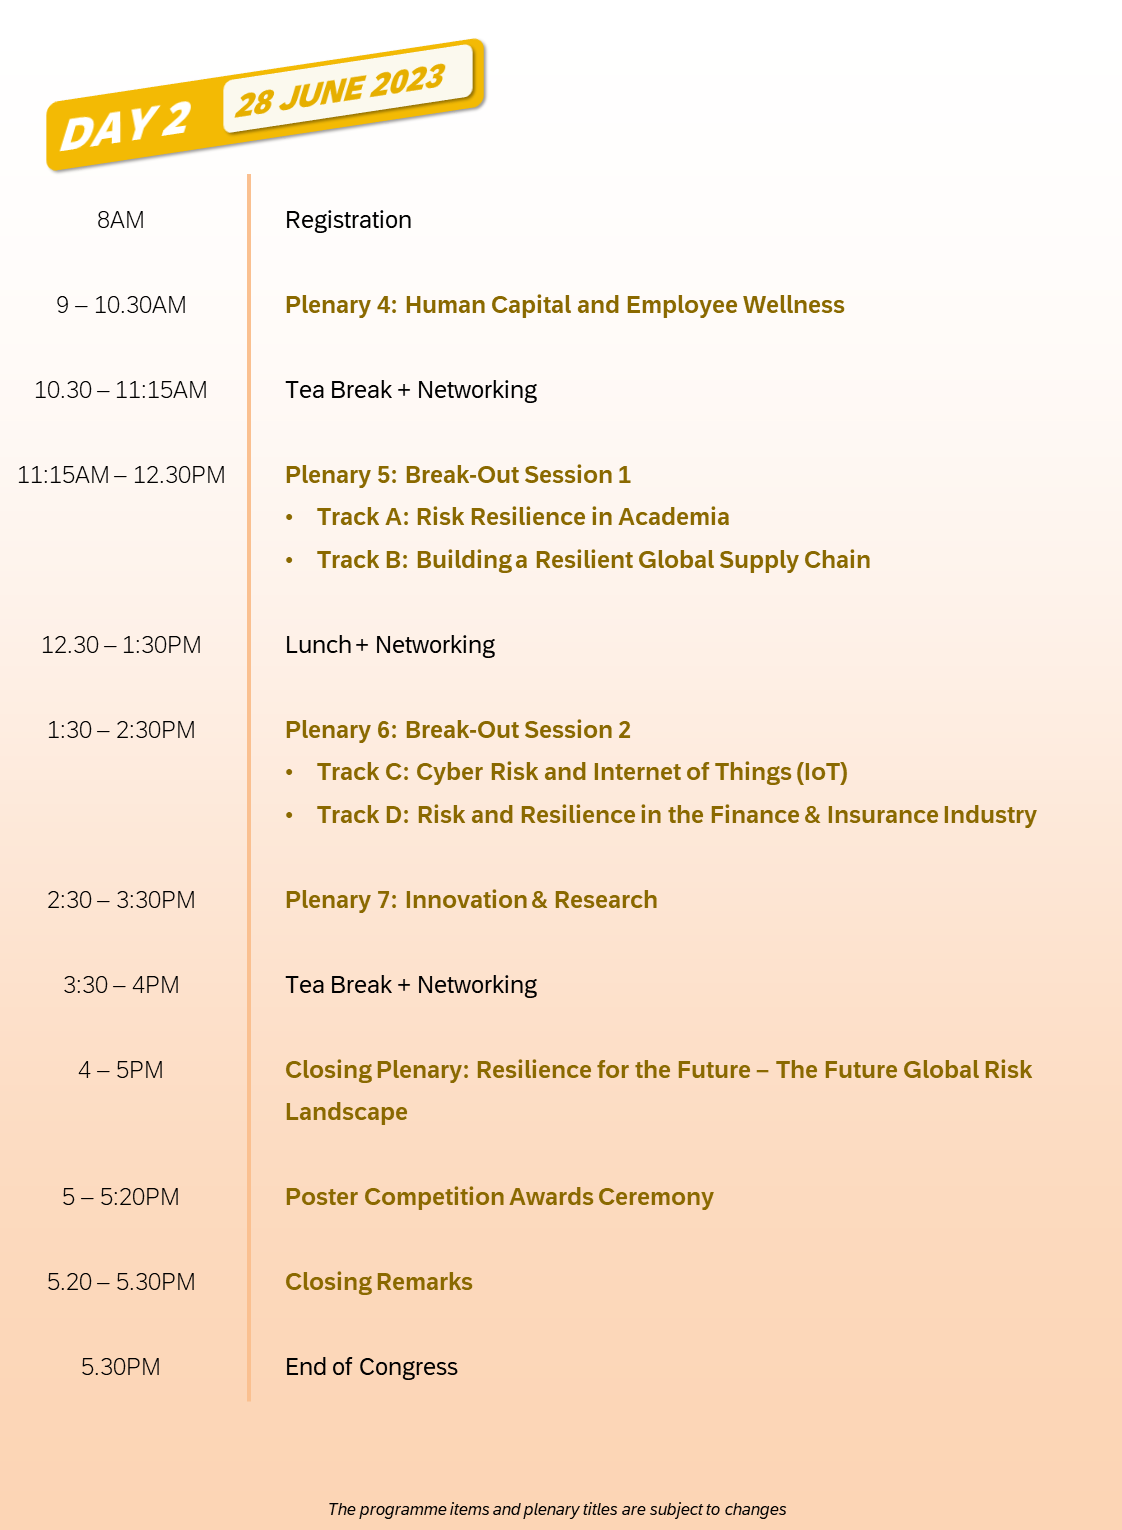 DAY 2 28 JUNE 2023
8AM Registration
9 – 10.30AM Plenary 4: Human Capital and Employee Wellness
10.30 – 11:15AM Tea Break + Networking
11:15AM – 12.30PM Plenary 5: Break-Out Session 1
• Track A: Risk Resilience in Academia
• Track B: Building a Resilient Global Supply Chain
12.30 – 1:30PM Lunch + Networking
1:30 – 2:30PM Plenary 6: Break-Out Session 2
• Track C: Cyber Risk and Internet of Things (IoT)
• Track D: Risk and Resilience in the Finance & Insurance Industry
2:30 – 3:30PM Plenary 7: Innovation & Research
3:30 – 4PM Tea Break + Networking
4 – 5PM Closing Plenary: Resilience for the Future – The Future Global Risk
Landscape
5 – 5:20PM Poster Competition Awards Ceremony
5.20 – 5.30PM Closing Remarks
5.30PM End of Congress
The programme items and plenary titles are subject to changes